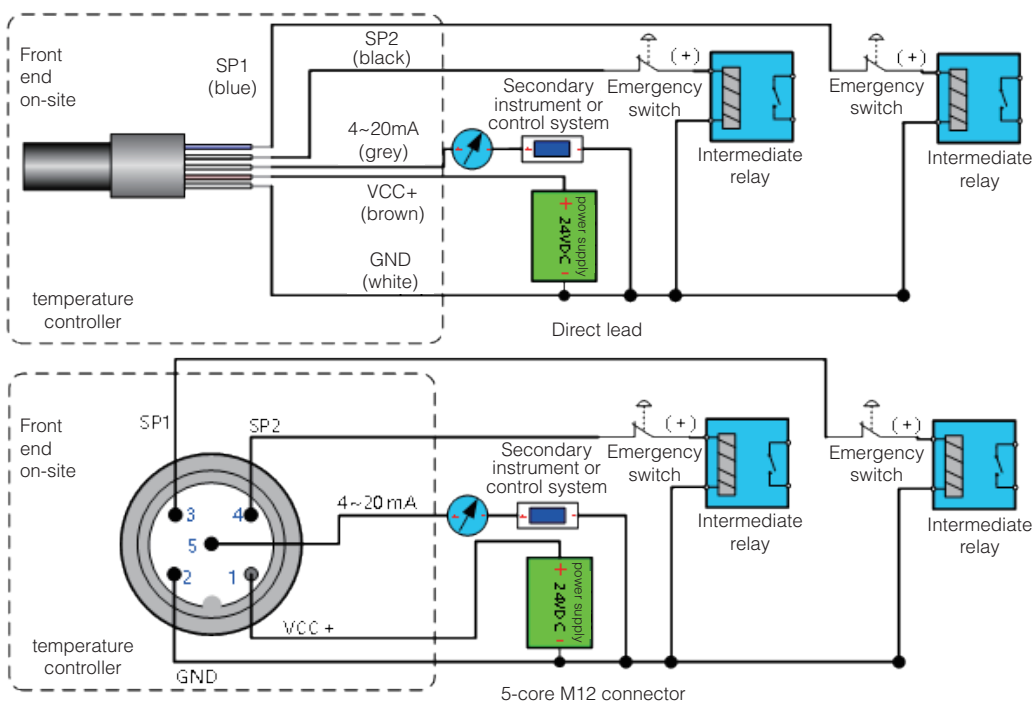 Front
end
on-site
SP1
(blue)
SP2
(black)
4~20mA
(grey)
VCC+
(brown)
GND
(white)
temperature
controller
Secondary
instrument or
control system
Emergency
switch
(+)
Intermediate
relay
Emergency
switch
(+)
Intermediate
relay
+ 24VDC -
power supply
Direct lead
Front
end
on-site
SP1
SP2
4~20 mA
3
4
5
2
1
VCC +
GND
temperature
controller
Secondary
instrument or
control system
Emergency
switch
(+)
Intermediate
relay
Emergency
switch
(+)
Intermediate
relay
+ 24VDC -
power supply
5-core M12 connector